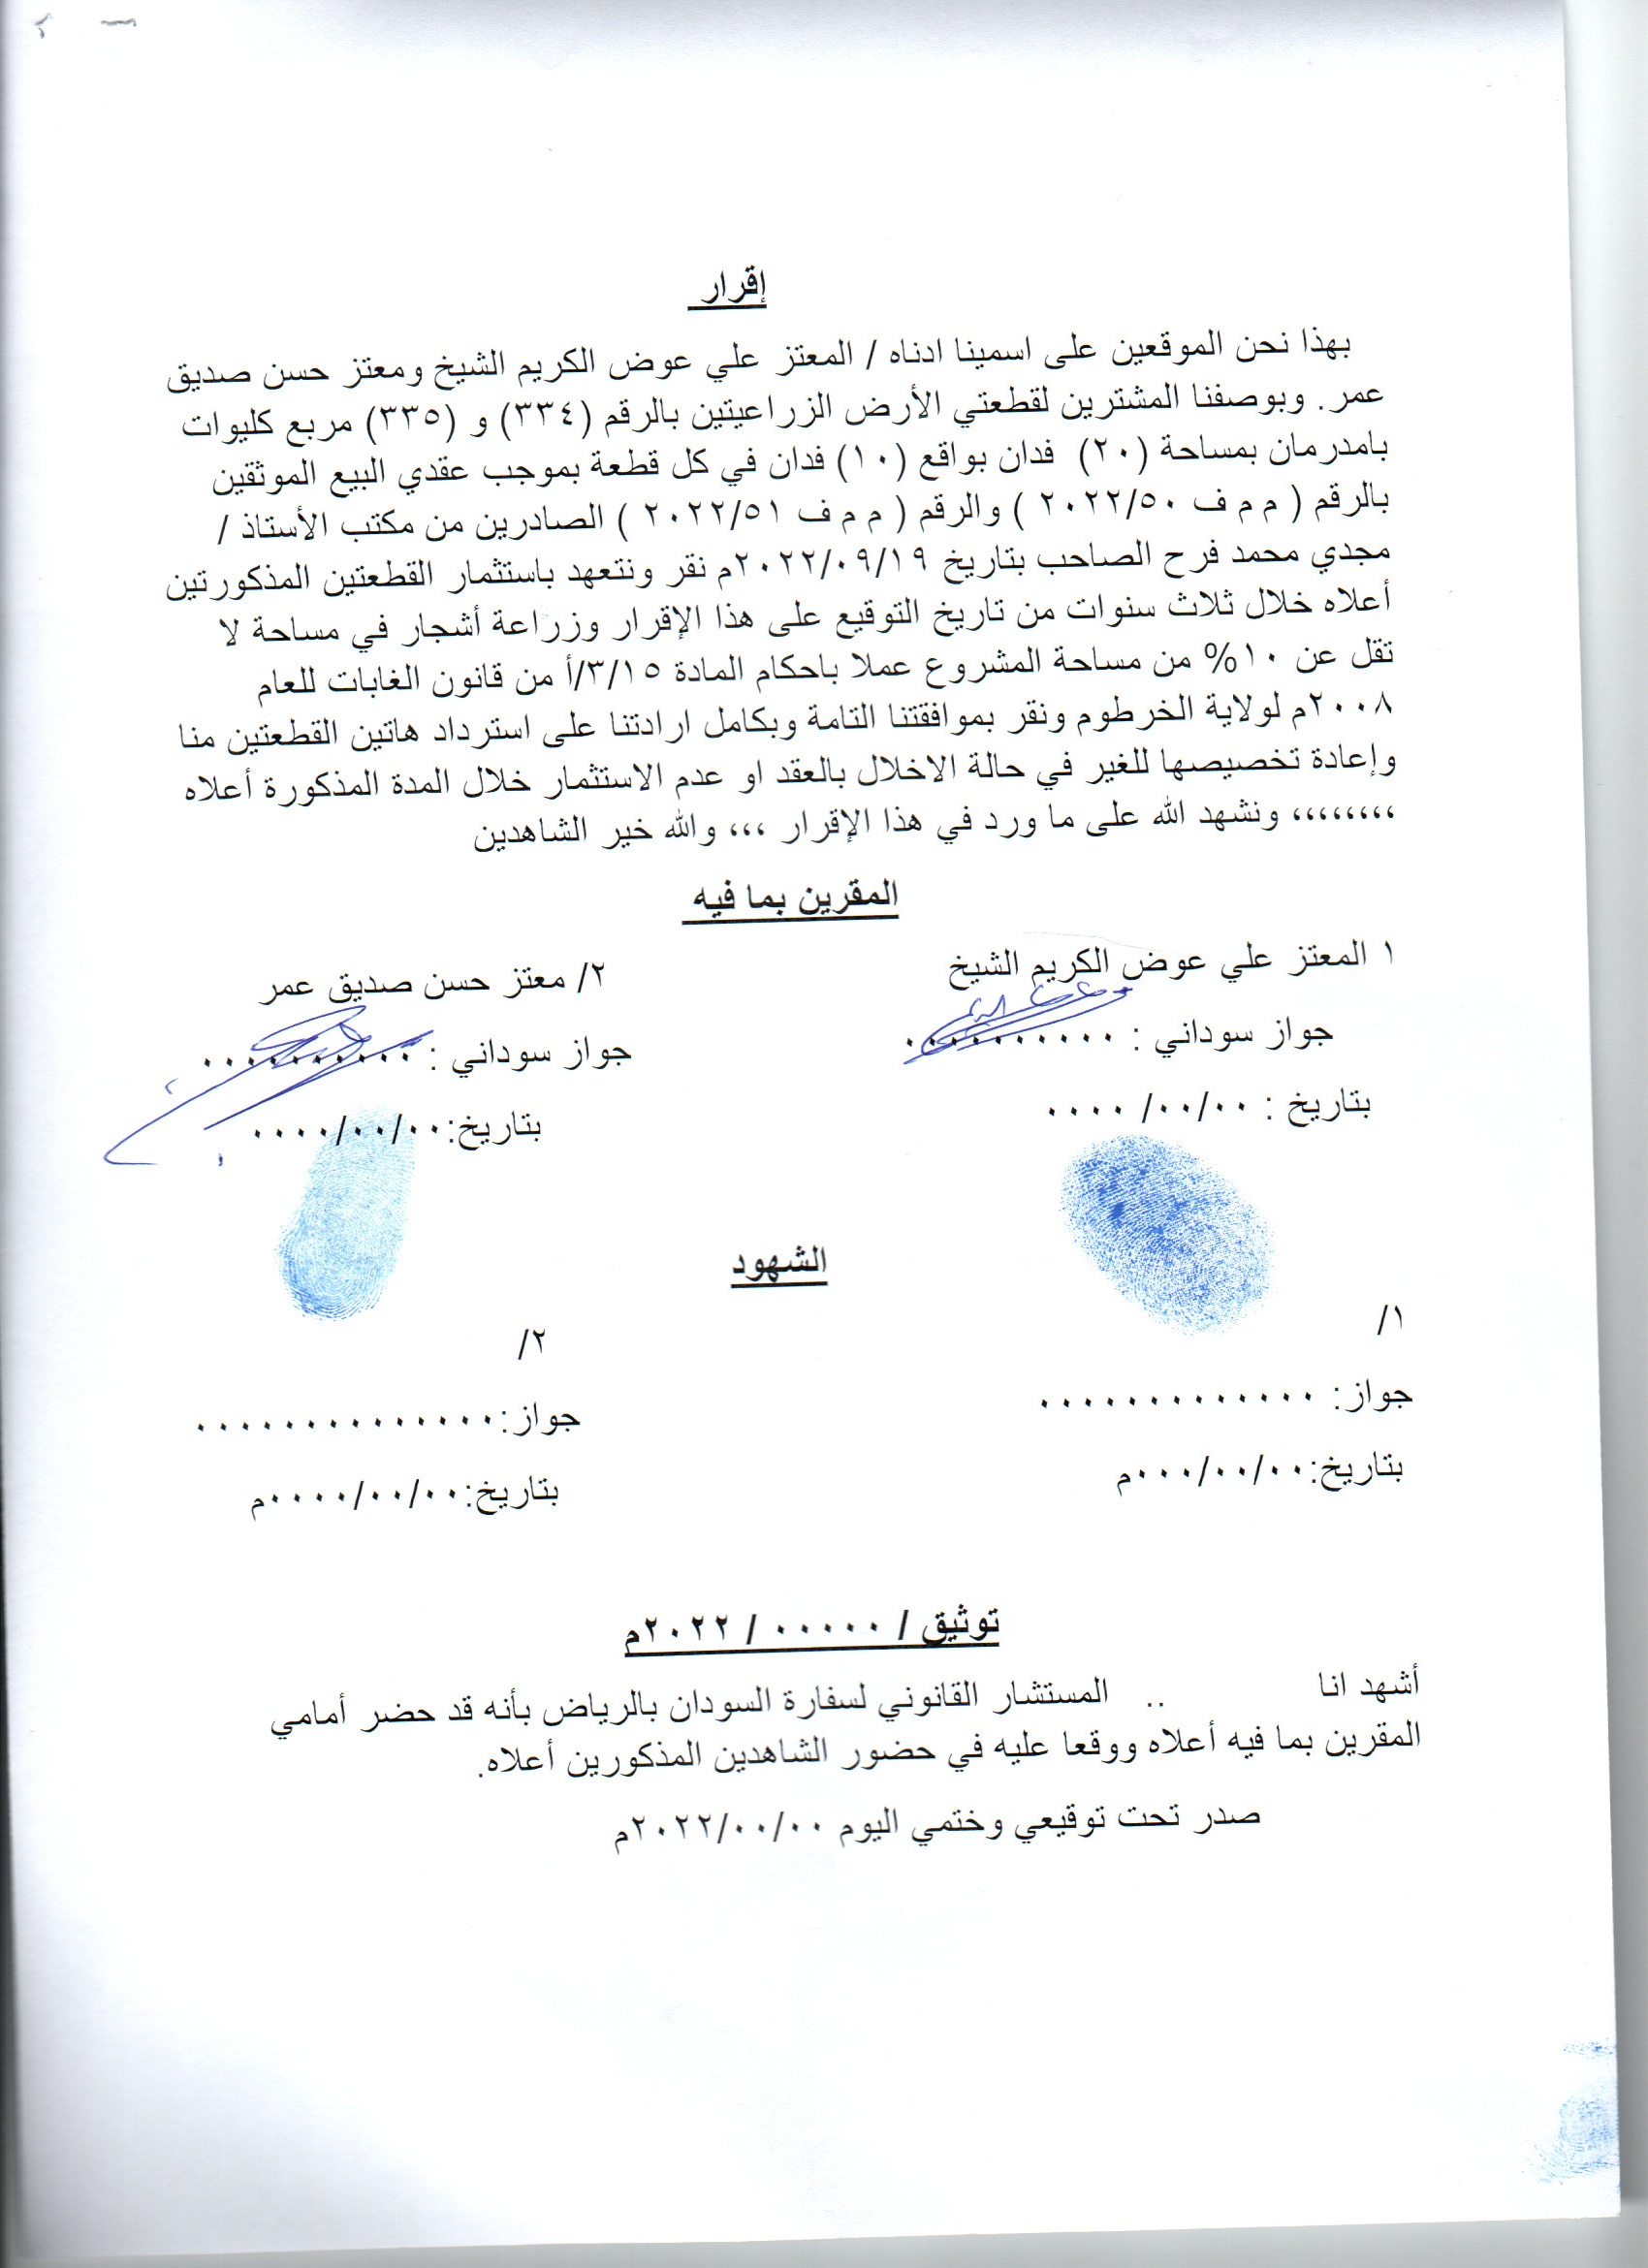 إقرار
بهذا نحن الموقعين على اسمينا ادناه / المعتز علي عوض الكريم الشيخ ومعتز حسن صديق
عمر. وبوصفنا المشترين لقطعتي الأرض الزراعيتين بالرقم (٣٣٤) و (٣٣٥) مربع كليوات
بامدرمان بمساحة (٢٠) فدان بواقع (١٠) فدان في كل قطعة بموجب عقدي البيع الموثقين
بالرقم ( م م ف ٢٠٢٢/٥٠ ) والرقم ( م م ف ٢٠٢٢/٥١ ) الصادرين من مكتب الأستاذ /
مجدي محمد فرح الصاحب بتاريخ ٢٠٢٢/٠٩/١٩م نقر ونتعهد باستثمار القطعتين المذكورتين
أعلاه خلال ثلاث سنوات من تاريخ التوقيع على هذا الإقرار وزراعة أشجار في مساحة لا
تقل عن ١٠% من مساحة المشروع عملا باحكام المادة ٣/١٥/أ من قانون الغابات للعام
٢٠٠٨م لولاية الخرطوم ونقر بموافقتنا التامة وبكامل ارادتنا على استرداد هاتين القطعتين منا
وإعادة تخصيصها للغير في حالة الاخلال بالعقد او عدم الاستثمار خلال المدة المذكورة أعلاه
،،،،،،،، ونشهد الله على ما ورد في هذا الإقرار ،،، والله خير الشاهدين
المقرين بما فيه
١ المعتز علي عوض الكريم الشيخ
٢/ معتز حسن صديق عمر
جواز سوداني : ٠٠٠٠٠٠٠٠٠٠
جواز سوداني : ٠٠٠٠٠٠٠٠٠٠
بتاريخ : ٠٠/٠٠/ ٠٠٠٠
بتاريخ:٠٠٠٠/٠٠/٠٠
الشهود
١/
٢/
جواز: ٠٠٠٠٠٠٠٠٠٠٠٠٠
جواز:٠٠٠٠٠٠٠٠٠٠٠٠٠٠
بتاريخ:٠٠٠/٠٠/٠٠م
بتاريخ:٠٠٠٠/٠٠/٠٠م
توثيق / ٠٠٠٠٠ / ٢٠٢٢م
أشهد انا .. المستشار القانوني لسفارة السودان بالرياض بأنه قد حضر أمامي
المقرين بما فيه أعلاه ووقعا عليه في حضور الشاهدين المذكورين أعلاه.
صدر تحت توقيعي وختمي اليوم ٢٠٢٢/٠٠/٠٠م